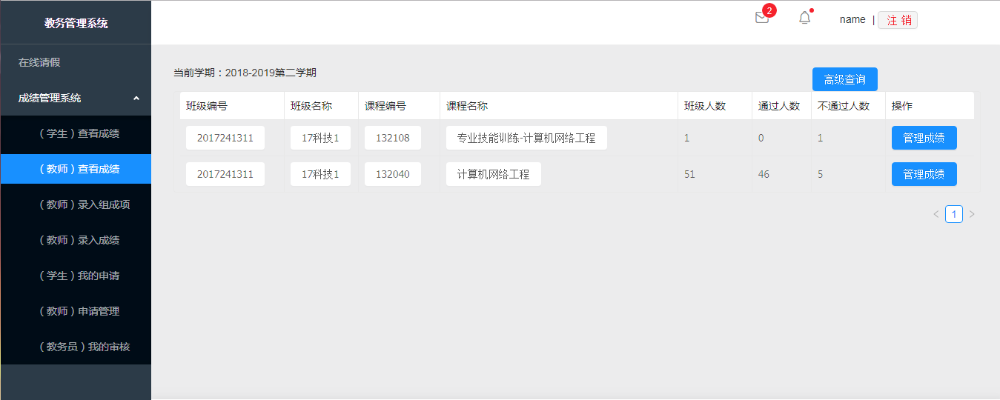 教务管理系统
在线请假
成绩管理系统
（学生）查看成绩
（教师）查看成绩
（教师）录入组成项
（教师）录入成绩
（学生）我的申请
（教师）申请管理
（教务员）我的审核
2
name | 注 销
当前学期：2018-2019第二学期
高级查询
班级编号 班级名称 课程编号 课程名称 班级人数 通过人数 不通过人数 操作
2017241311 17科技1 132108 专业技能训练-计算机网络工程 1 0 1 管理成绩
2017241311 17科技1 132040 计算机网络工程 51 46 5 管理成绩
< 1 >